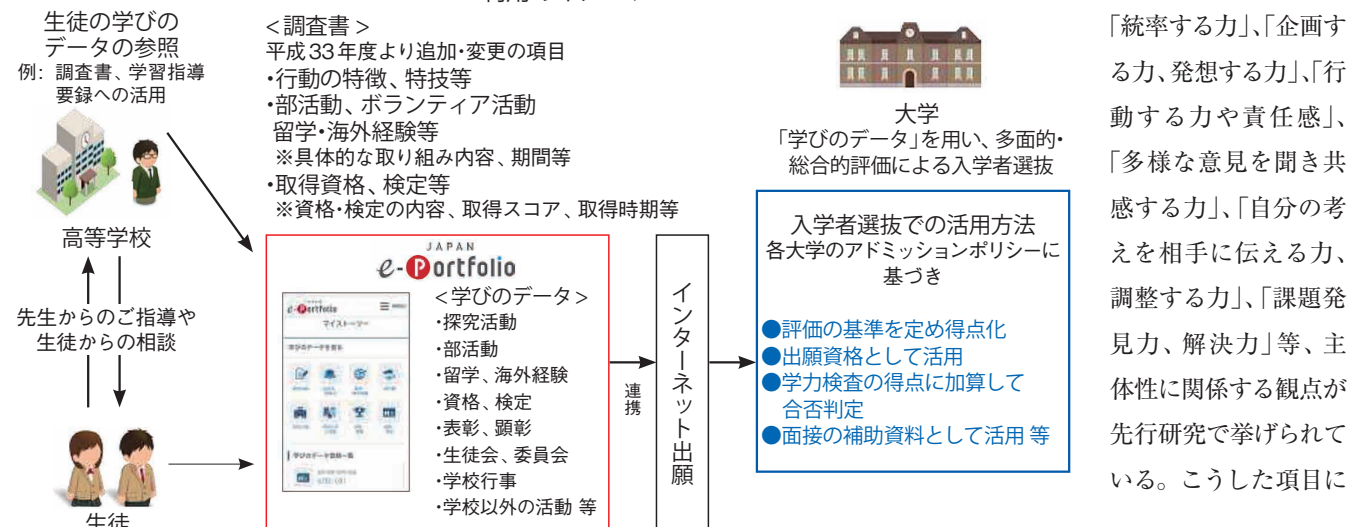 生徒の学びの
データの参照
例: 調査書、学習指導
要録への活用
高等学校
先生からのご指導や
生徒からの相談
生徒
<調査書>
平成33年度より追加・変更の項目
・行動の特徴、特技等
・部活動、ボランティア活動
留学・海外経験等
※具体的な取り組み内容、期間等
・取得資格、検定等
※資格・検定の内容、取得スコア、取得時期等
JAPAN
e-Portfolio
e-Portfolio
マイストーリー
学びのデータを見る
学びのデータ登録一覧
<学びのデータ>
・探究活動
・部活動
・留学、海外経験
・資格、検定
・表彰、顕彰
・生徒会、委員会
・学校行事
・学校以外の活動 等
連携
インターネット出願
大学
「学びのデータ」を用い、多面的・
総合的評価による入学者選抜
入学者選抜での活用方法
各大学のアドミッションポリシーに
基づき
●評価の基準を定め得点化
●出願資格として活用
●学力検査の得点に加算して
合否判定
●面接の補助資料として活用 等
「統率する力」、「企画す
る力、発想する力」、「行
動する力や責任感」、
「多様な意見を聞き共
感する力」、「自分の考
えを相手に伝える力、
調整する力」、「課題発
見力、解決力」等、主
体性に関係する観点が
先行研究で挙げられて
いる。こうした項目に